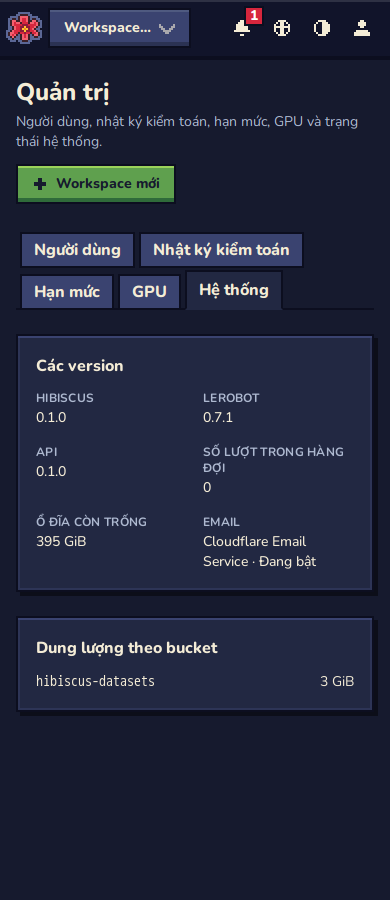 Workspace...
1
Quản trị
Người dùng, nhật ký kiểm toán, hạn mức, GPU và trạng
thái hệ thống.
Workspace mới
Người dùng
Nhật ký kiểm toán
Hạn mức
GPU
Hệ thống
Các version
HIBISCUS
LEROBOT
0.1.0
0.7.1
API
SỐ LƯỢT TRONG HÀNG
ĐỢI
0.1.0
0
Ổ ĐĨA CÒN TRỐNG
EMAIL
395 GiB
Cloudflare Email
Service · Đang bật
Dung lượng theo bucket
hibiscus-datasets
3 GiB